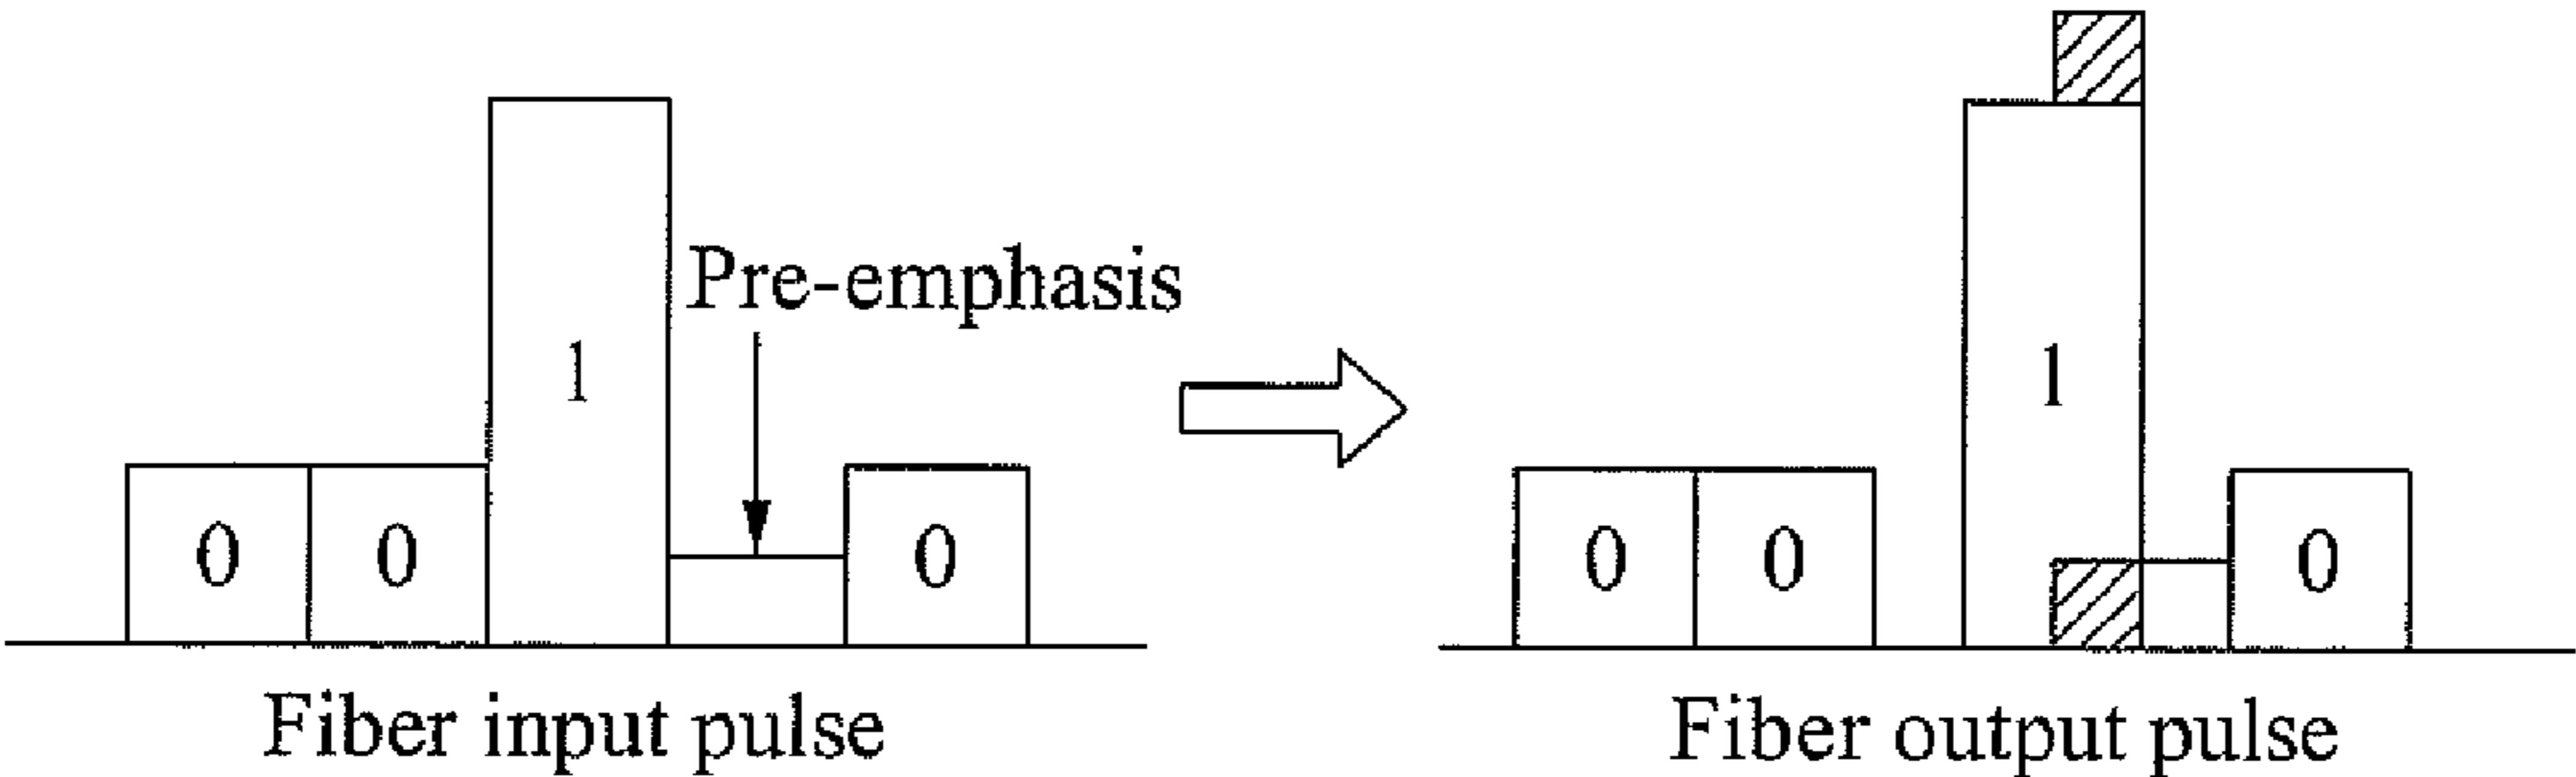 Pre-emphasis
0 0 1 0
0 0 1 0
Fiber input pulse
Fiber output pulse